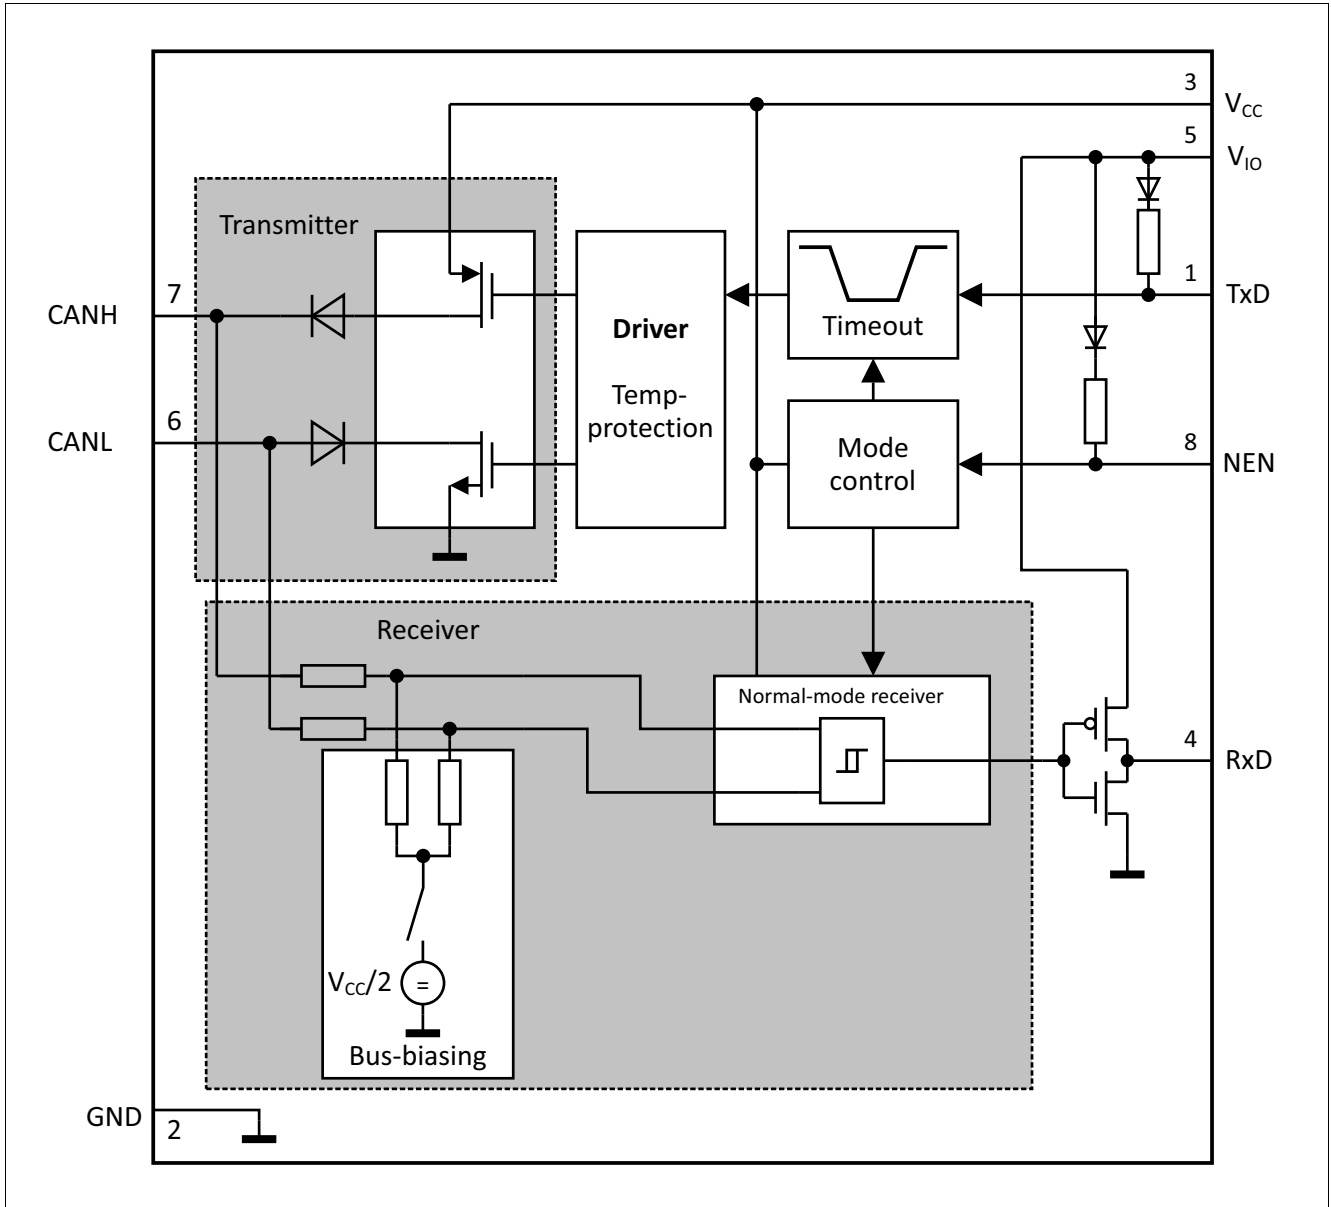 3
VCC
5
VIO
Transmitter
7
CANH
1
TxD
Driver
Timeout
Temp-
protection
6
CANL
Mode
control
8
NEN
Receiver
Normal-mode receiver
4
RxD
VCC/2
=
Bus-biasing
GND
2